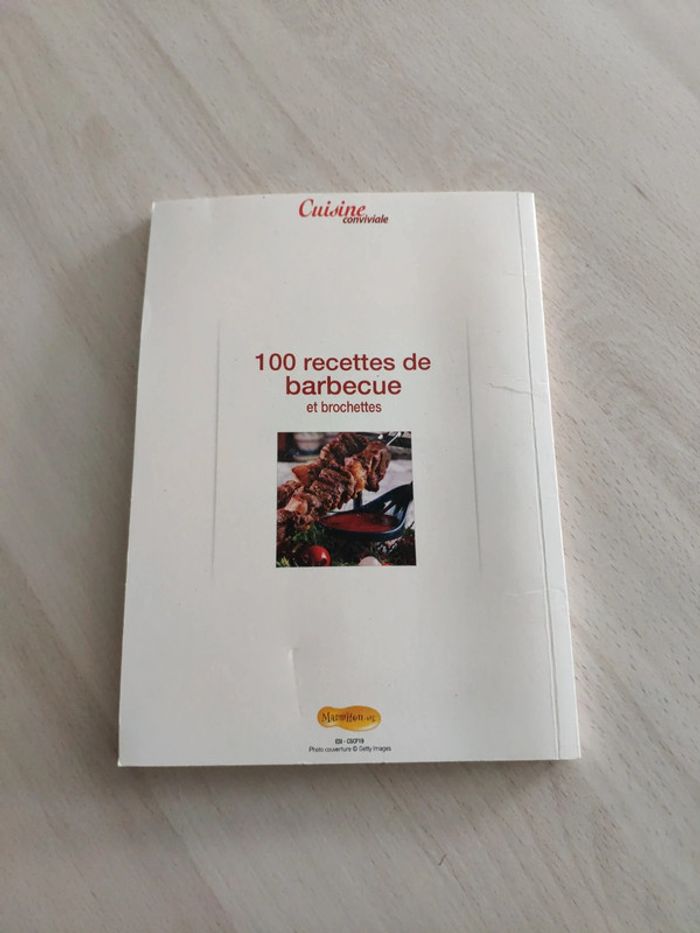 Cuisine
conviviale
100 recettes de
barbecue
et brochettes
Marmiton.org
Photo couverture © Getty Images